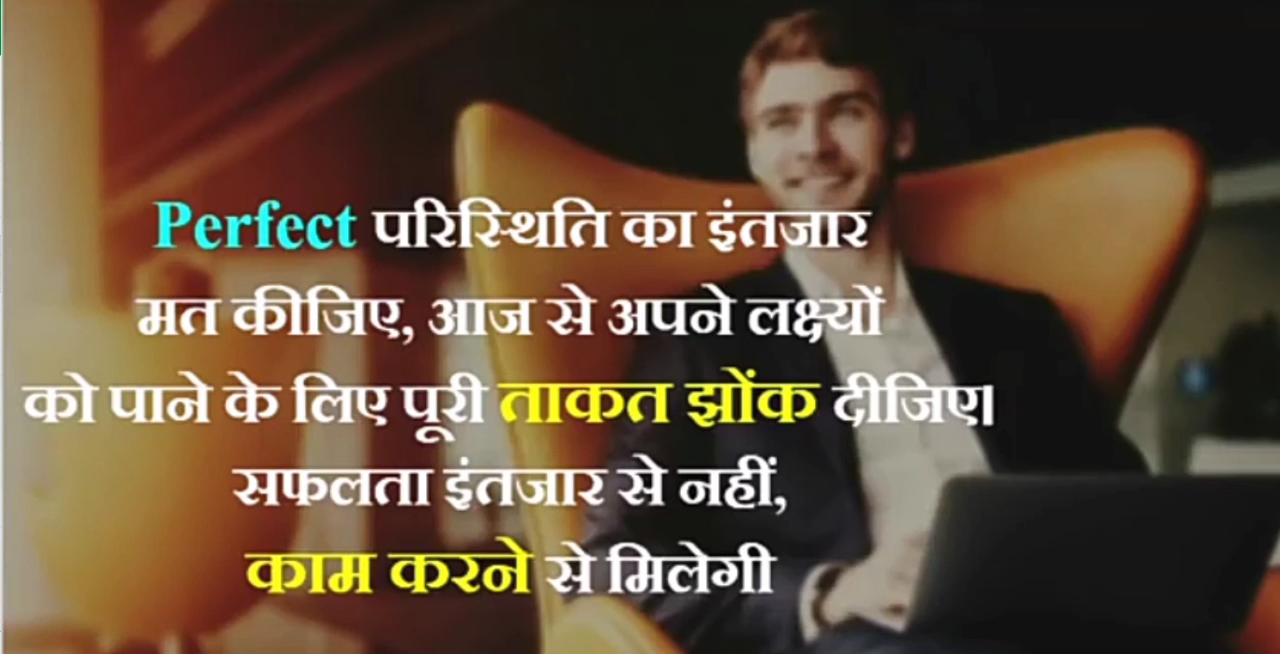 Perfect परिस्थिति का इंतजार
मत कीजिए, आज से अपने लक्ष्यों
को पाने के लिए पूरी ताकत झोंक दीजिए।
सफलता इंतजार से नहीं,
काम करने से मिलेगी